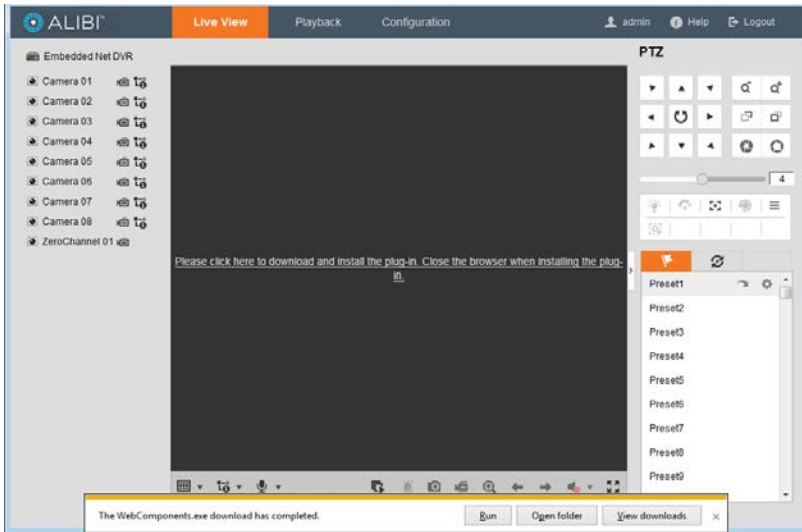 ALIBI™
Live View Playback Configuration
admin Help Logout
Embedded Net DVR
Camera 01
Camera 02
Camera 03
Camera 04
Camera 05
Camera 06
Camera 07
Camera 08
ZeroChannel 01
Please click here to download and install the plug-in. Close the browser when installing the plug-
in.
PTZ
4
Preset1
Preset2
Preset3
Preset4
Preset5
Preset6
Preset7
Preset8
Preset9
The WebComponents.exe download has completed.
Run Open folder View downloads ×